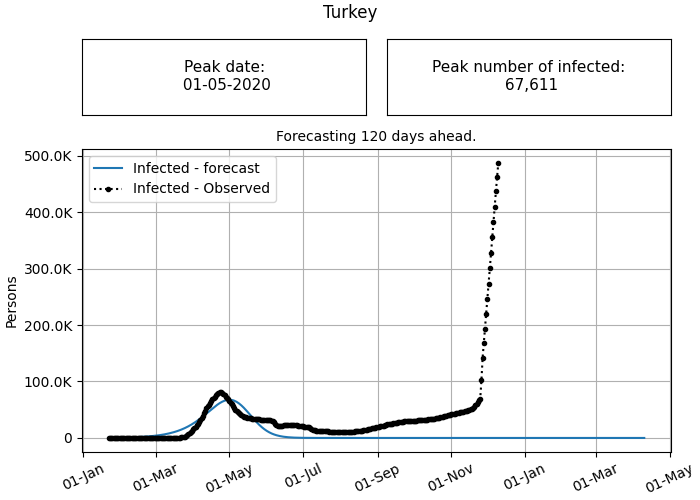 Turkey
Peak date:
01-05-2020
Peak number of infected:
67,611
Forecasting 120 days ahead.
Infected - forecast
Infected - Observed
Persons
500.0K
400.0K
300.0K
200.0K
100.0K
0
01-Jan
01-Mar
01-May
01-Jul
01-Sep
01-Nov
01-Jan
01-Mar
01-May